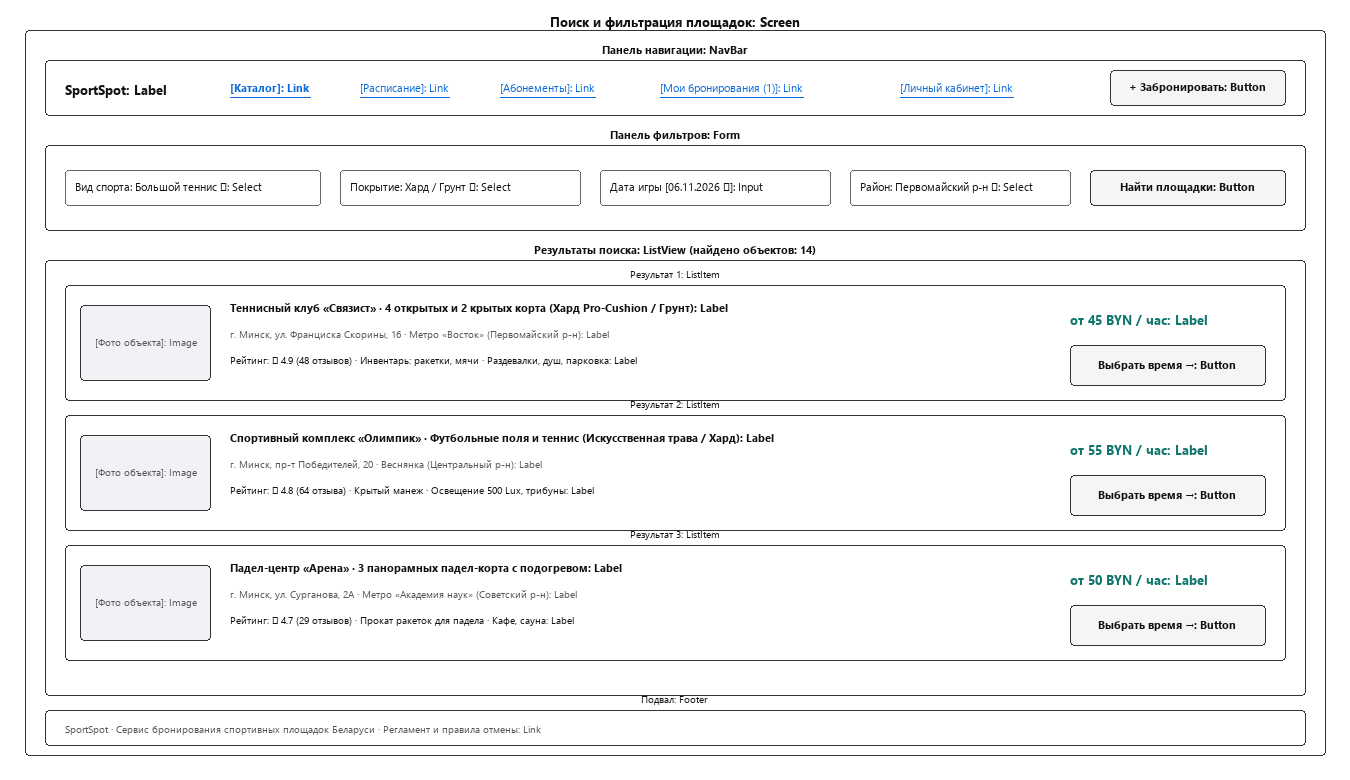 Поиск и фильтрация площадок: Screen
Панель навигации: NavBar
SportSpot: Label [Каталог]: Link [Расписание]: Link [Абонементы]: Link [Мои бронирования (1)]: Link [Личный кабинет]: Link + Забронировать: Button
Панель фильтров: Form
Вид спорта: Большой теннис ▯: Select Покрытие: Хард / Грунт ▯: Select Дата игры [06.11.2026 ▯]: Input Район: Первомайский р-н ▯: Select Найти площадки: Button
Результаты поиска: ListView (найдено объектов: 14)
Результат 1: ListItem
[Фото объекта]: Image
Теннисный клуб «Связист» · 4 открытых и 2 крытых корта (Хард Pro-Cushion / Грунт): Label
г. Минск, ул. Франциска Скорины, 16 · Метро «Восток» (Первомайский р-н): Label
Рейтинг: ▯ 4.9 (48 отзывов) · Инвентарь: ракетки, мячи · Раздевалки, душ, парковка: Label
от 45 BYN / час: Label
Выбрать время →: Button
Результат 2: ListItem
[Фото объекта]: Image
Спортивный комплекс «Олимпик» · Футбольные поля и теннис (Искусственная трава / Хард): Label
г. Минск, пр-т Победителей, 20 · Веснянка (Центральный р-н): Label
Рейтинг: ▯ 4.8 (64 отзыва) · Крытый манеж · Освещение 500 Lux, трибуны: Label
от 55 BYN / час: Label
Выбрать время →: Button
Результат 3: ListItem
[Фото объекта]: Image
Падел-центр «Арена» · 3 панорамных падел-корта с подогревом: Label
г. Минск, ул. Сурганова, 2А · Метро «Академия наук» (Советский р-н): Label
Рейтинг: ▯ 4.7 (29 отзывов) · Прокат ракеток для падела · Кафе, сауна: Label
от 50 BYN / час: Label
Выбрать время →: Button
Подвал: Footer
SportSpot · Сервис бронирования спортивных площадок Беларуси · Регламент и правила отмены: Link